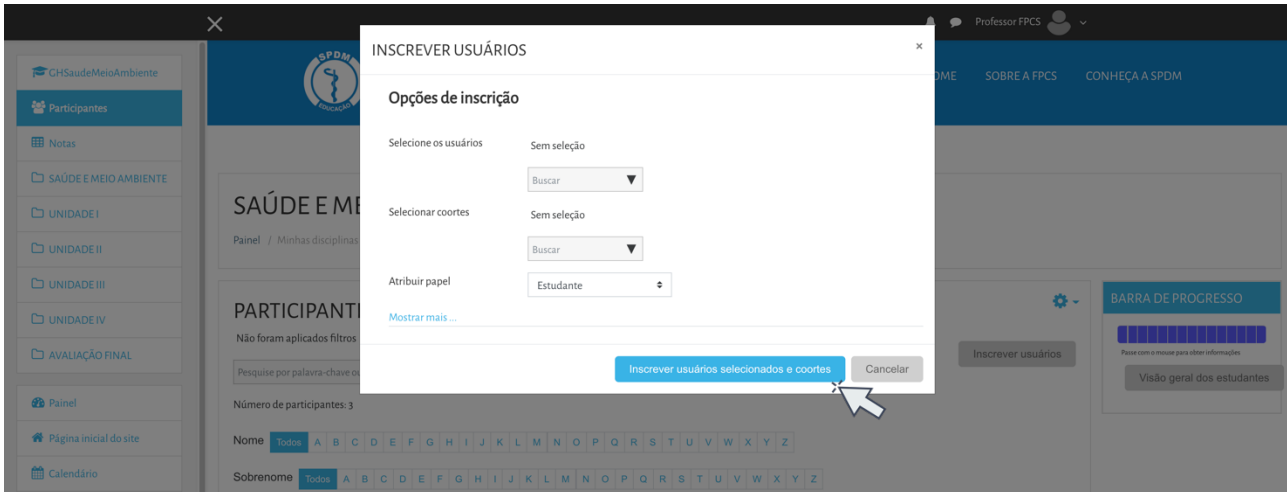 Professor FPCS
SPDM
EDUCAÇÃO
OME SOBRE A FPCS CONHEÇA A SPDM
GHSaudeMeioAmbiente
Participantes
Notas
SAÚDE E MEIO AMBIENTE
UNIDADE I
UNIDADE II
UNIDADE III
UNIDADE IV
AVALIAÇÃO FINAL
Painel
Página inicial do site
Calendário
INSCREVER USUÁRIOS ×
Opções de inscrição
Selecione os usuários Sem seleção
Buscar ▼
Selecionar coortes Sem seleção
Buscar ▼
Atribuir papel Estudante
Mostrar mais ...
Inscrever usuários selecionados e coortes Cancelar
SAÚDE E ME
Painel / Minhas disciplinas
PARTICIPANT
Não foram aplicados filtros
Inscrever usuários
Pesquise por palavra-chave ou
Número de participantes: 3
Nome Todos A B C D E F G H I J K L M N O P Q R S T U V W X Y Z
Sobrenome Todos A B C D E F G H I J K L M N O P Q R S T U V W X Y Z
BARRA DE PROGRESSO
Passe com o mouse para obter informações
Visão geral dos estudantes